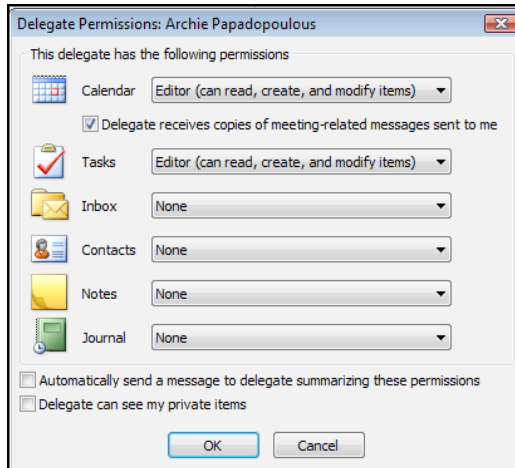 Delegate Permissions: Archie Papadopoulous
This delegate has the following permissions
Calendar Editor (can read, create, and modify items)
Delegate receives copies of meeting-related messages sent to me
Tasks Editor (can read, create, and modify items)
Inbox None
Contacts None
Notes None
Journal None
Automatically send a message to delegate summarizing these permissions
Delegate can see my private items
OK Cancel